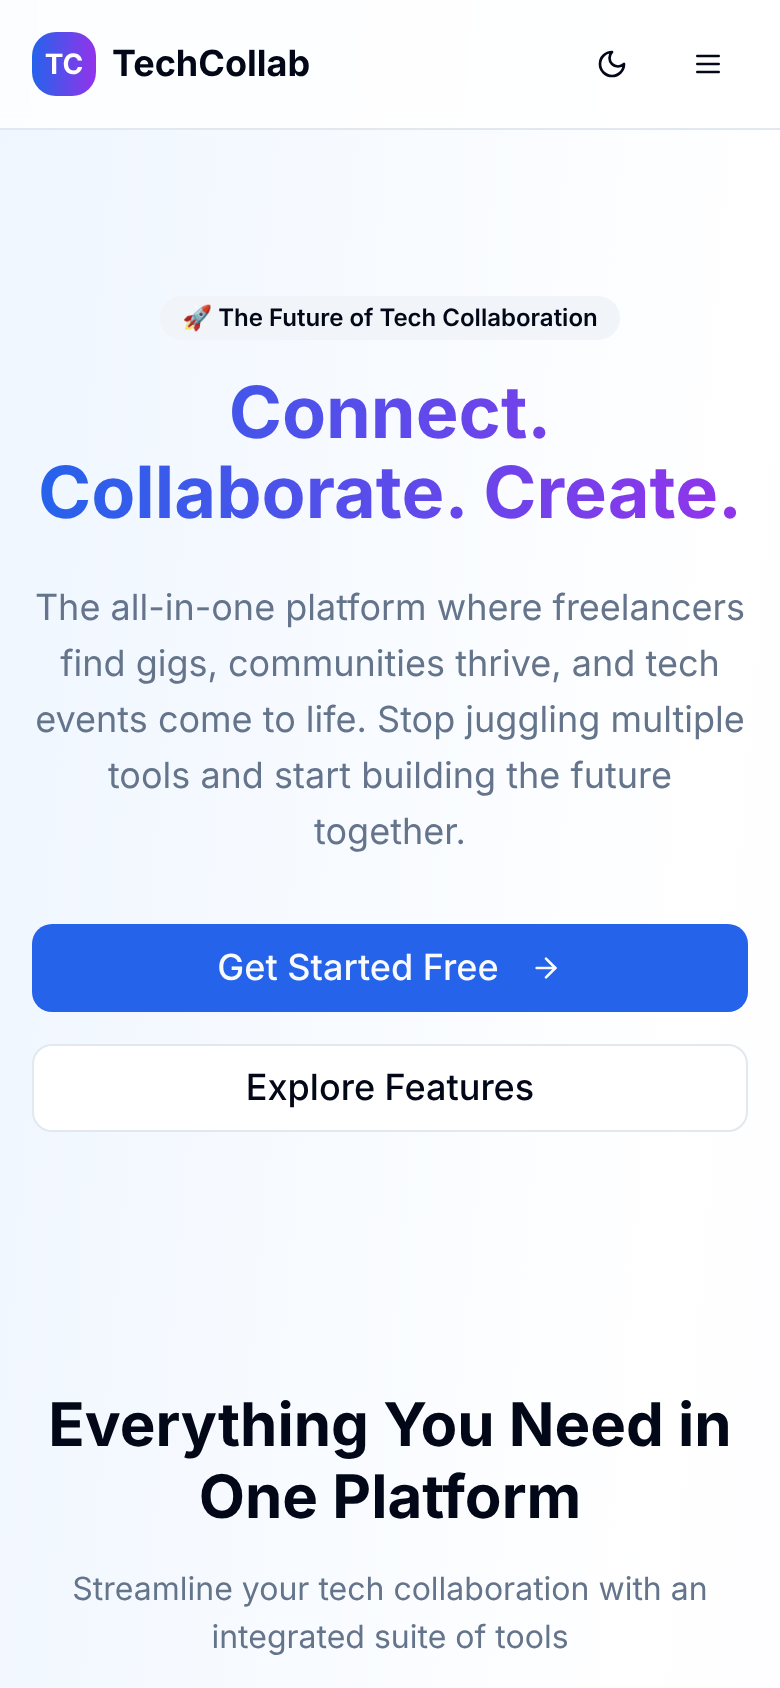 TC TechCollab
🚀 The Future of Tech Collaboration
Connect.
Collaborate. Create.
The all-in-one platform where freelancers
find gigs, communities thrive, and tech
events come to life. Stop juggling multiple
tools and start building the future
together.
Get Started Free →
Explore Features
Everything You Need in
One Platform
Streamline your tech collaboration with an
integrated suite of tools